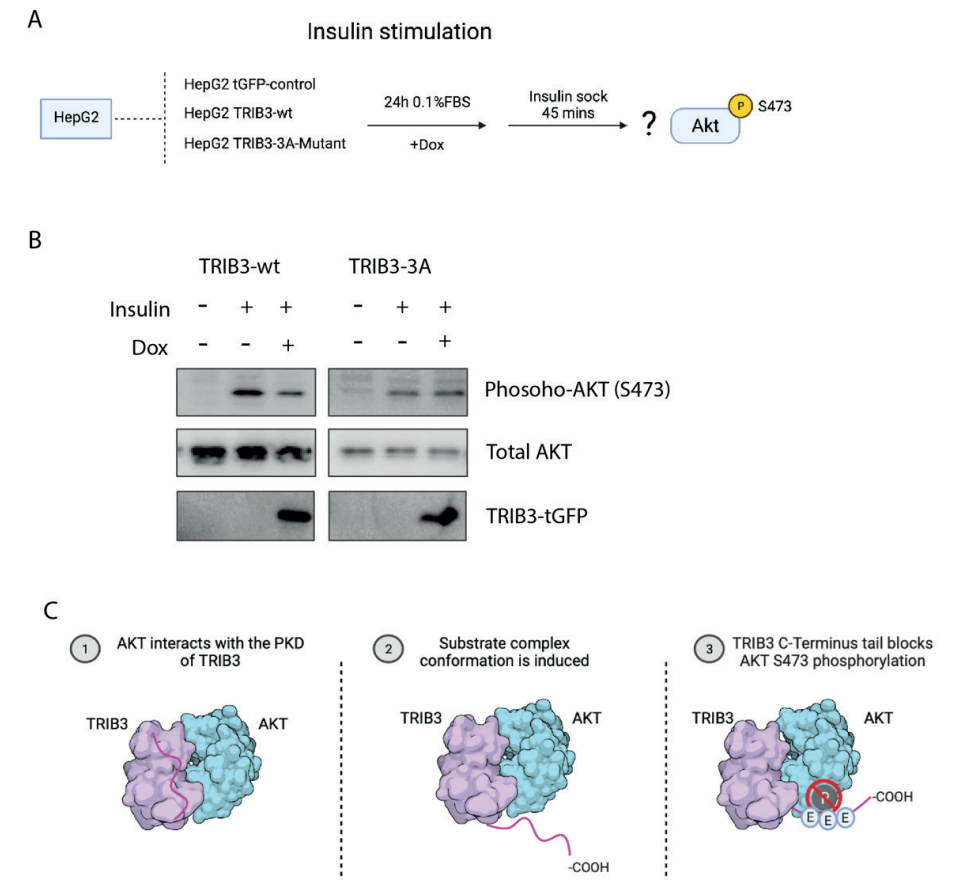 A
Insulin stimulation
HepG2
HepG2 tGFP-control
HepG2 TRIB3-wt
HepG2 TRIB3-3A-Mutant
24h 0.1%FBS
+Dox
Insulin sock
45 mins
?
Akt
P
S473
B
TRIB3-wt TRIB3-3A
Insulin - + + - + +
Dox - - + - - +
Phosoho-AKT (S473)
Total AKT
TRIB3-tGFP
C
1
AKT interacts with the PKD
of TRIB3
TRIB3
AKT
2
Substrate complex
conformation is induced
TRIB3
AKT
-COOH
3
TRIB3 C-Terminus tail blocks
AKT S473 phosphorylation
TRIB3
AKT
P
E E E
-COOH